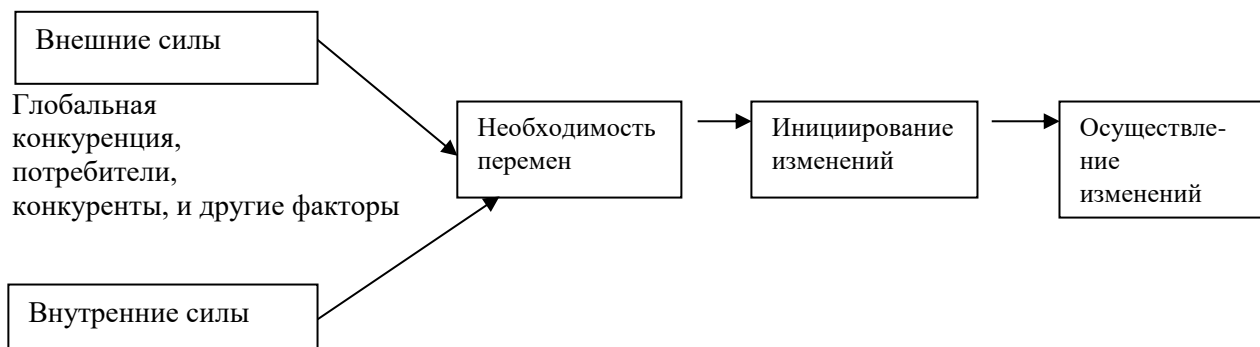 Внешние силы
Глобальная
конкуренция,
потребители,
конкуренты, и другие факторы
Необходимость
перемен
Инициирование
изменений
Осуществле-
ние
изменений
Внутренние силы